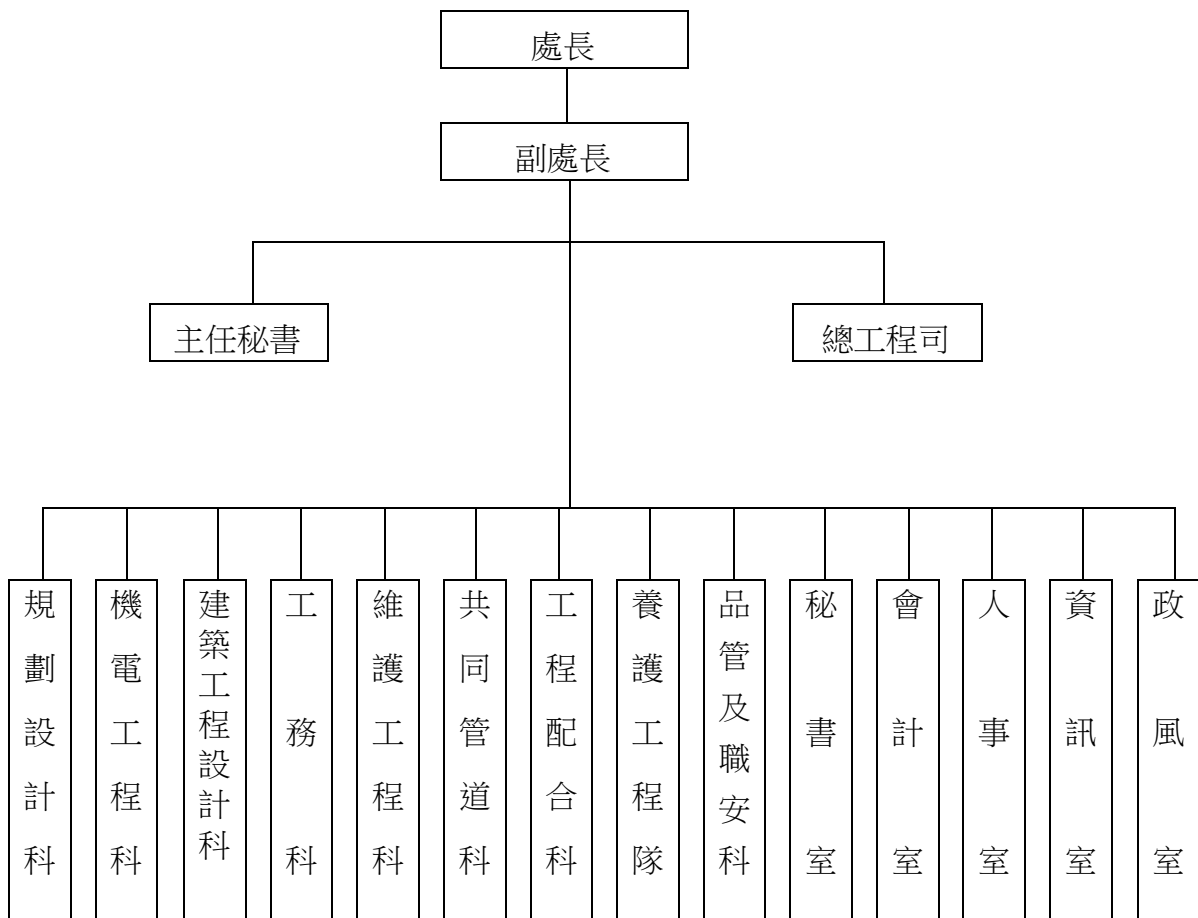 處長
副處長
主任秘書
總工程司
規劃設計科
機電工程科
建築工程設計科
工務科
維護工程科
共同管道科
工程配合科
養護工程隊
品管及職安科
秘書室
會計室
人事室
資訊室
政風室